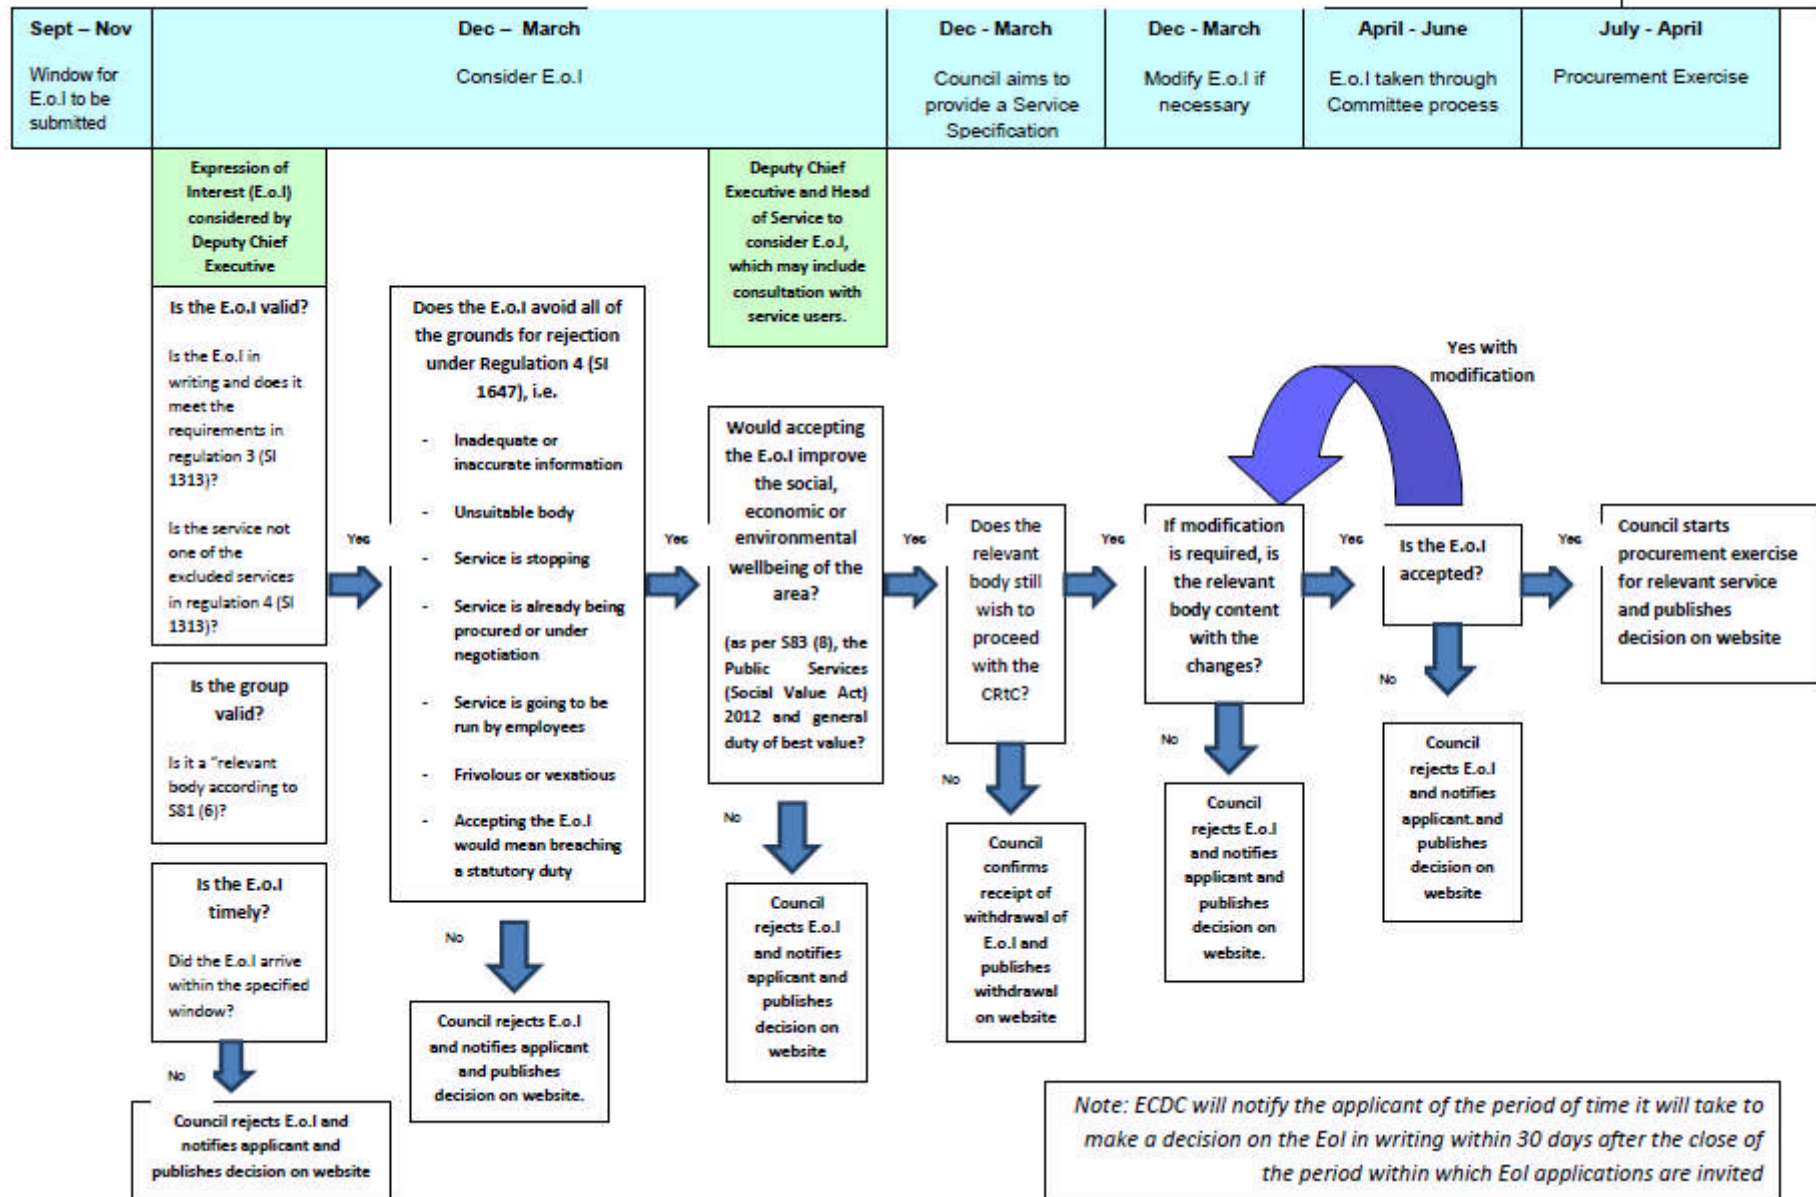 Sept – Nov
Window for
E.o.I to be
submitted
Dec – March
Consider E.o.I
Dec - March
Council aims to
provide a Service
Specification
Dec - March
Modify E.o.I if
necessary
April - June
E.o.I taken through
Committee process
July - April
Procurement Exercise
Expression of
Interest (E.o.I)
considered by
Deputy Chief
Executive
Is the E.o.I valid?
Is the E.o.I in
writing and does it
meet the
requirements in
regulation 3 (SI
1313)?
Is the service not
one of the
excluded services
in regulation 4 (SI
1313)?
Is the group
valid?
Is it a "relevant
body according to
S81 (6)?
Is the E.o.I
timely?
Did the E.o.I arrive
within the specified
window?
No
Council rejects E.o.I and
notifies applicant and
publishes decision on website
Yes
Does the E.o.I avoid all of
the grounds for rejection
under Regulation 4 (SI
1647), i.e.
- Inadequate or
inaccurate information
- Unsuitable body
- Service is stopping
- Service is already being
procured or under
negotiation
- Service is going to be
run by employees
- Frivolous or vexatious
- Accepting the E.o.I
would mean breaching
a statutory duty
No
Council rejects E.o.I
and notifies applicant
and publishes
decision on website.
Yes
Deputy Chief
Executive and Head
of Service to
consider E.o.I,
which may include
consultation with
service users.
Would accepting
the E.o.I improve
the social,
economic or
environmental
wellbeing of the
area?
(as per S83 (8), the
Public Services
(Social Value Act)
2012 and general
duty of best value?
No
Council
rejects E.o.I
and notifies
applicant and
publishes
decision on
website
Yes
Does the
relevant
body still
wish to
proceed
with the
CRtC?
No
Council
confirms
receipt of
withdrawal of
E.o.I and
publishes
withdrawal
on website
Yes
If modification
is required, is
the relevant
body content
with the
changes?
No
Council
rejects E.o.I
and notifies
applicant and
publishes
decision on
website.
Yes with
modification
Yes
Is the E.o.I
accepted?
No
Council
rejects E.o.I
and notifies
applicant.and
publishes
decision on
website
Yes
Council starts
procurement exercise
for relevant service
and publishes
decision on website
Note: ECDC will notify the applicant of the period of time it will take to
make a decision on the EoI in writing within 30 days after the close of
the period within which EoI applications are invited